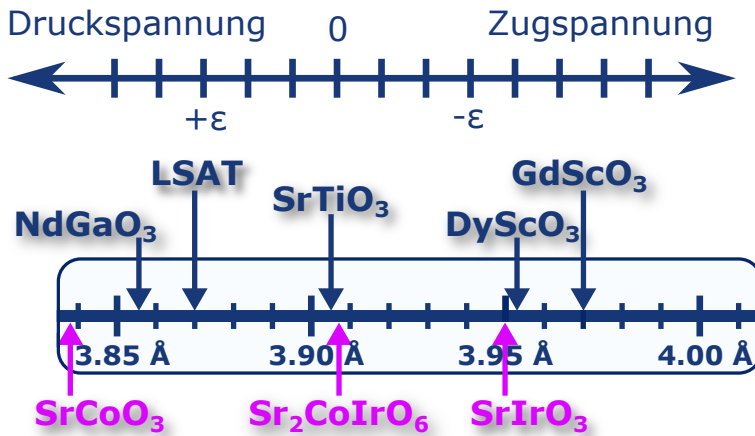 Druckspannung 0 Zugspannung
+ε -ε
LSAT GdScO₃
SrTiO₃
NdGaO₃ DyScO₃
3.85 Å 3.90 Å 3.95 Å 4.00 Å
SrCoO₃ Sr₂CoIrO₆ SrIrO₃